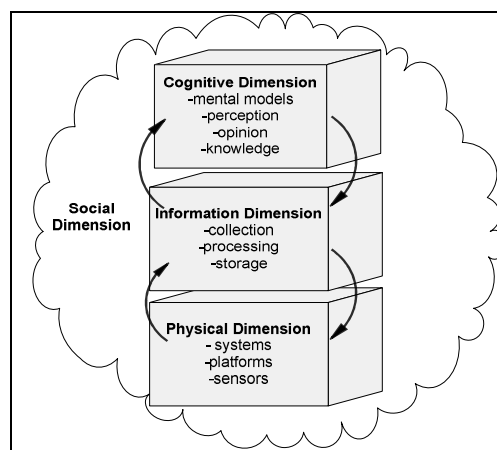 Cognitive Dimension
-mental models
-perception
-opinion
-knowledge
Social
Dimension
Information Dimension
-collection
-processing
-storage
Physical Dimension
- systems
-platforms
-sensors